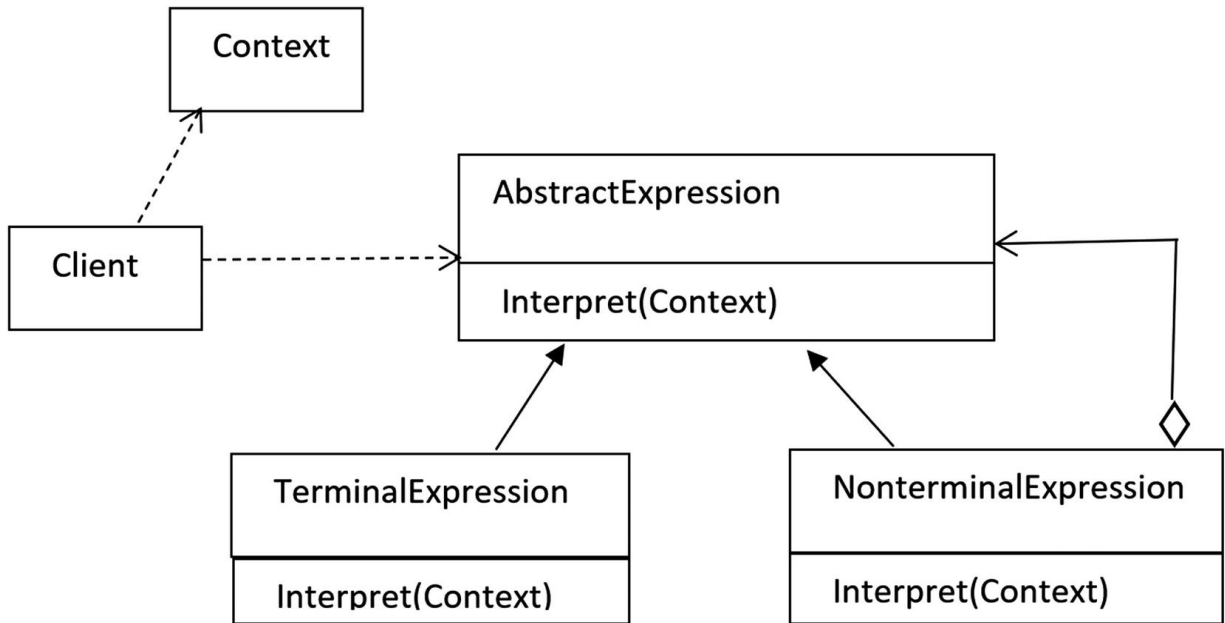 Context
Client
AbstractExpression
Interpret(Context)
TerminalExpression
Interpret(Context)
NonterminalExpression
Interpret(Context)